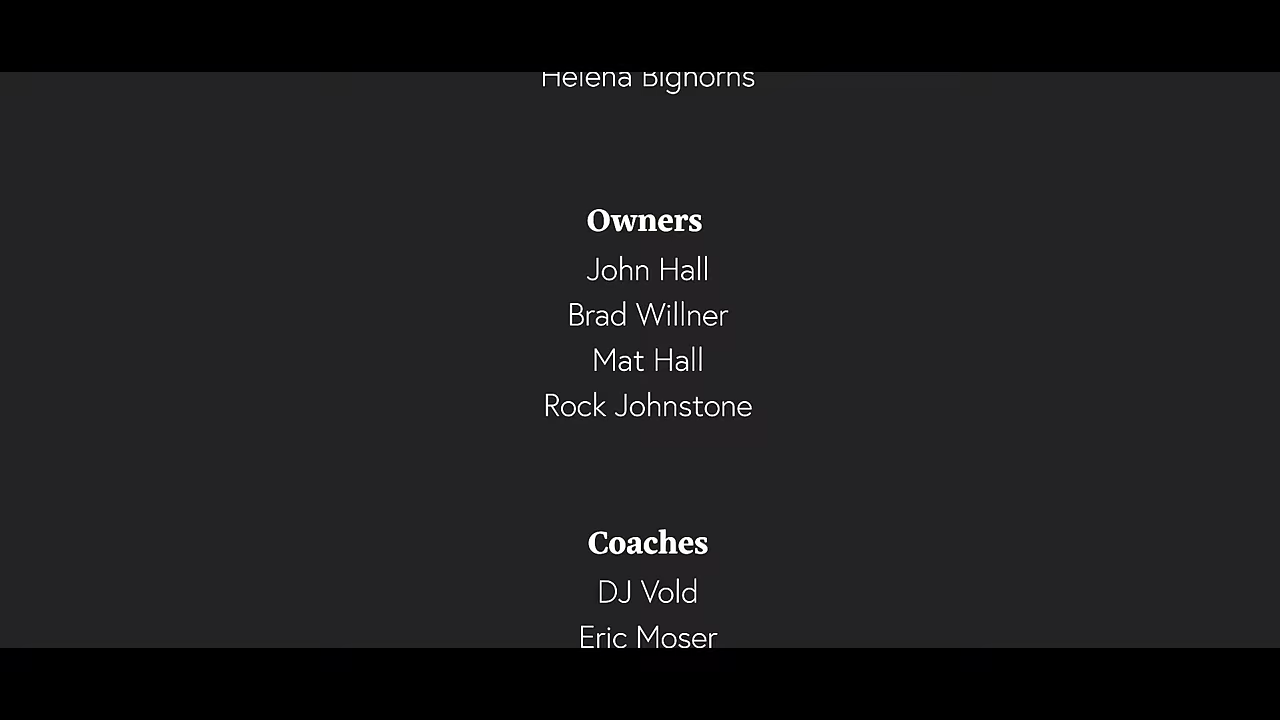 Helena Bighorns
Owners
John Hall
Brad Willner
Mat Hall
Rock Johnstone
Coaches
DJ Vold
Eric Moser